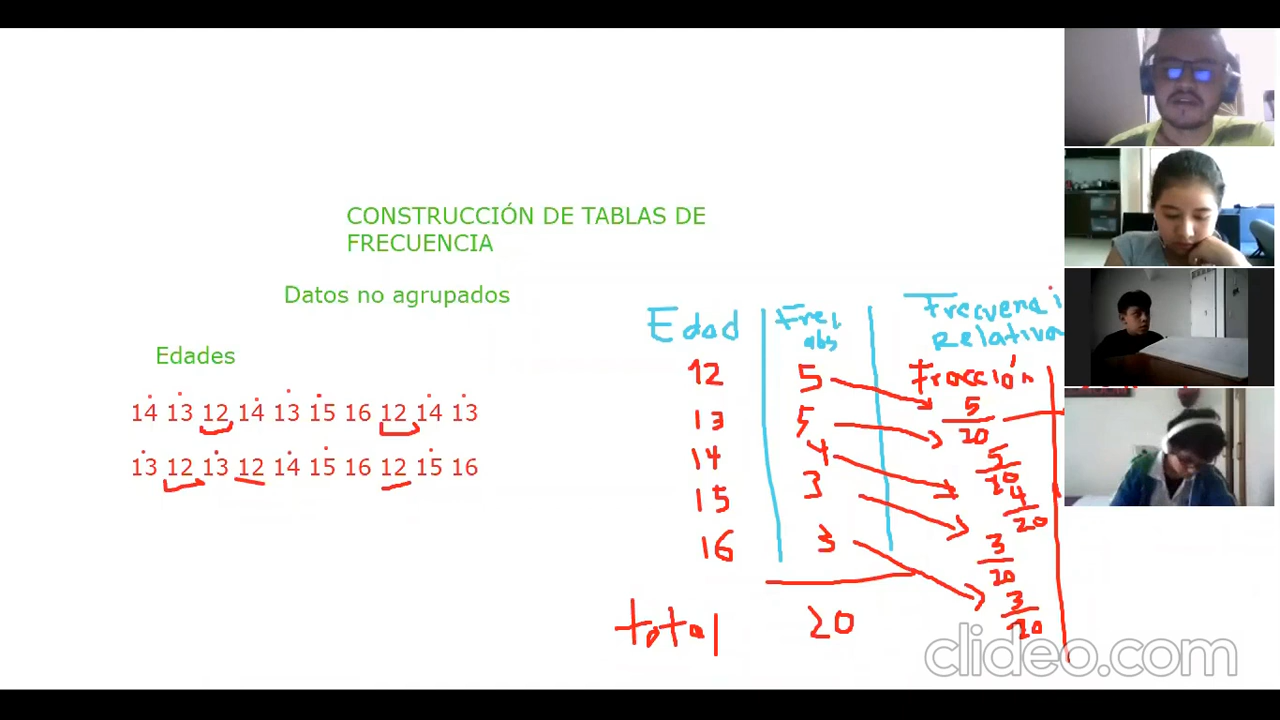 CONSTRUCCIÓN DE TABLAS DE
FRECUENCIA
Datos no agrupados
Edades
14 13 12 14 13 15 16 12 14 13
13 12 13 12 14 15 16 12 15 16
Edad
abs
Relativa
Fracción
12 5 5/20
13 5 5/20
14 4 4/20
15 3 3/20
16 3 3/20
total 20
clideo.com